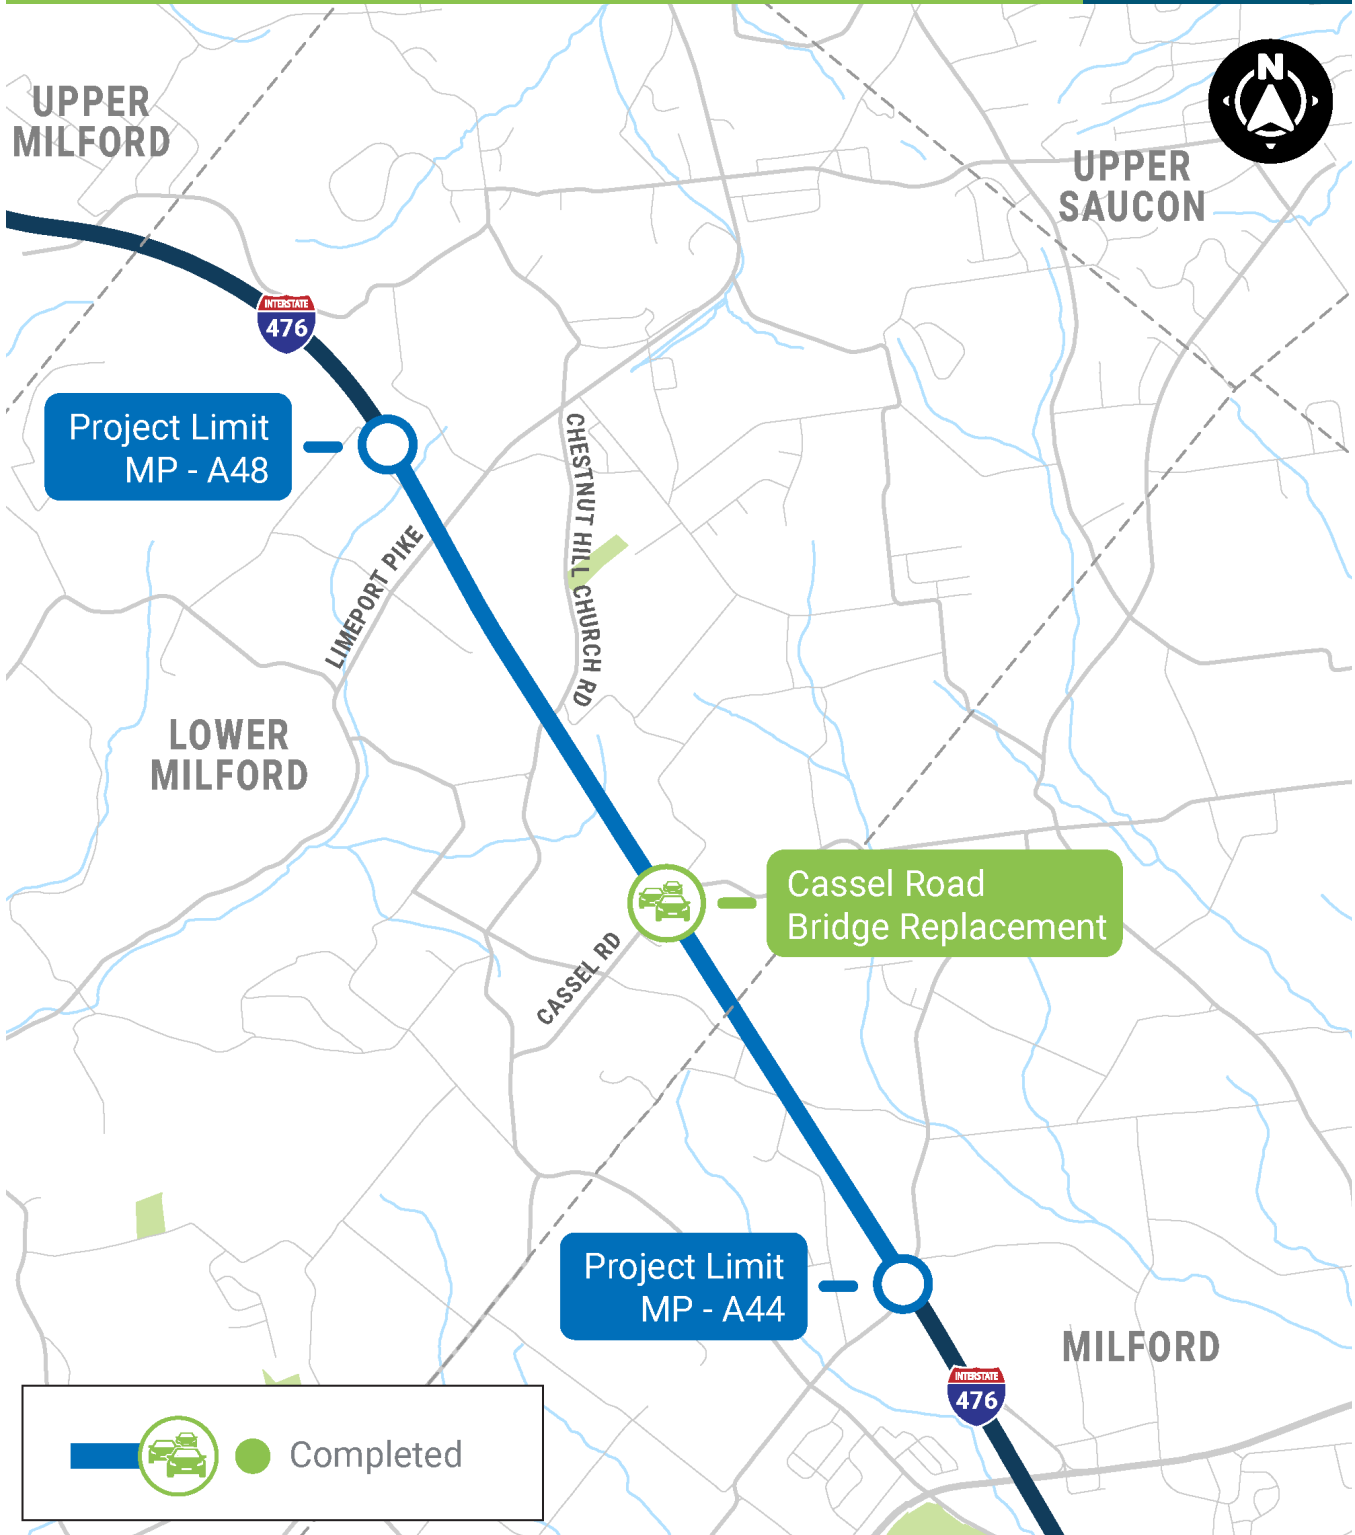 N
UPPER
MILFORD
UPPER
SAUCON
INTERSTATE
476
Project Limit
MP - A48
CHESTNUT HILL CHURCH RD
LIMEPORT PIKE
LOWER
MILFORD
Cassel Road
Bridge Replacement
CASSEL RD
Project Limit
MP - A44
MILFORD
INTERSTATE
476
Completed